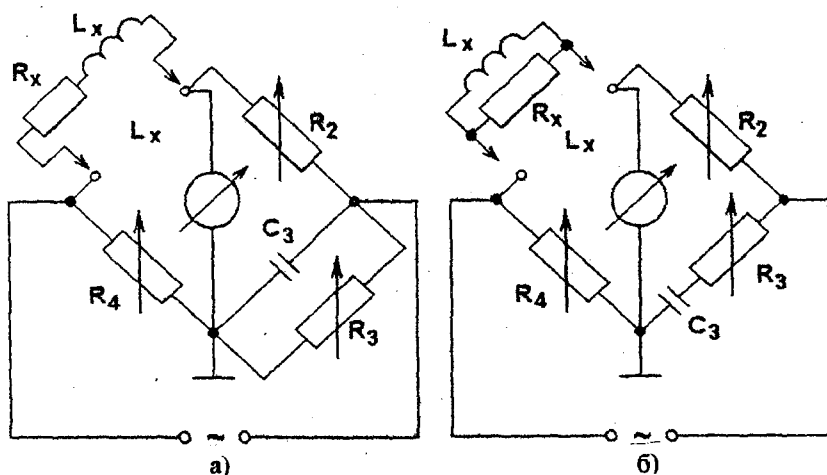 Lx
Rx
Lx
R2
C3
R4
R3
~
а)
Lx
Rx
Lx
R2
R3
R4
C3
~
б)